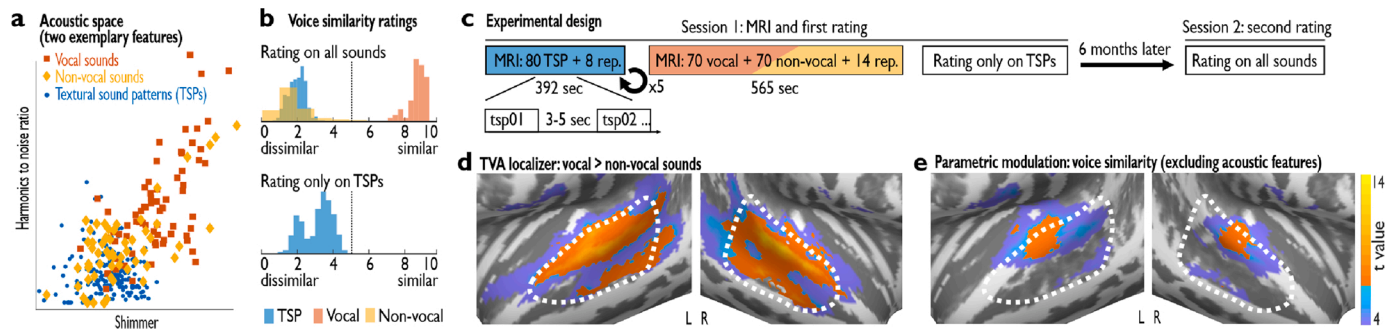 a Acoustic space
(two exemplary features)
Vocal sounds
Non-vocal sounds
Textural sound patterns (TSPs)
Harmonics to noise ratio
Shimmer
b Voice similarity ratings
Rating on all sounds
0 2 4 6 8 10
dissimilar similar
Rating only on TSPs
0 2 4 6 8 10
dissimilar similar
TSP Vocal Non-vocal
c Experimental design
Session 1: MRI and first rating
Session 2: second rating
MRI: 80 TSP + 8 rep.
MRI: 70 vocal + 70 non-vocal + 14 rep.
Rating only on TSPs
6 months later
Rating on all sounds
392 sec
x5
565 sec
tsp01 3-5 sec tsp02 ...
d TVA localizer: vocal > non-vocal sounds
L R
e Parametric modulation: voice similarity (excluding acoustic features)
L R
14
t value
4